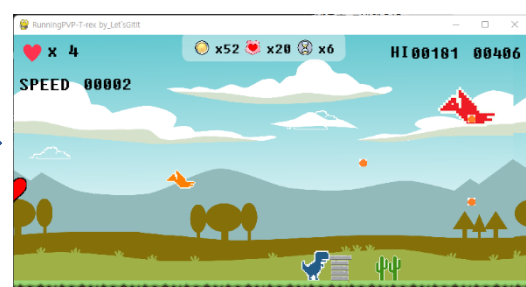 RunningPVP-T-rex by_Let'sGitIt
x 4
x52 x20 x6
HI00181 00406
SPEED 00002